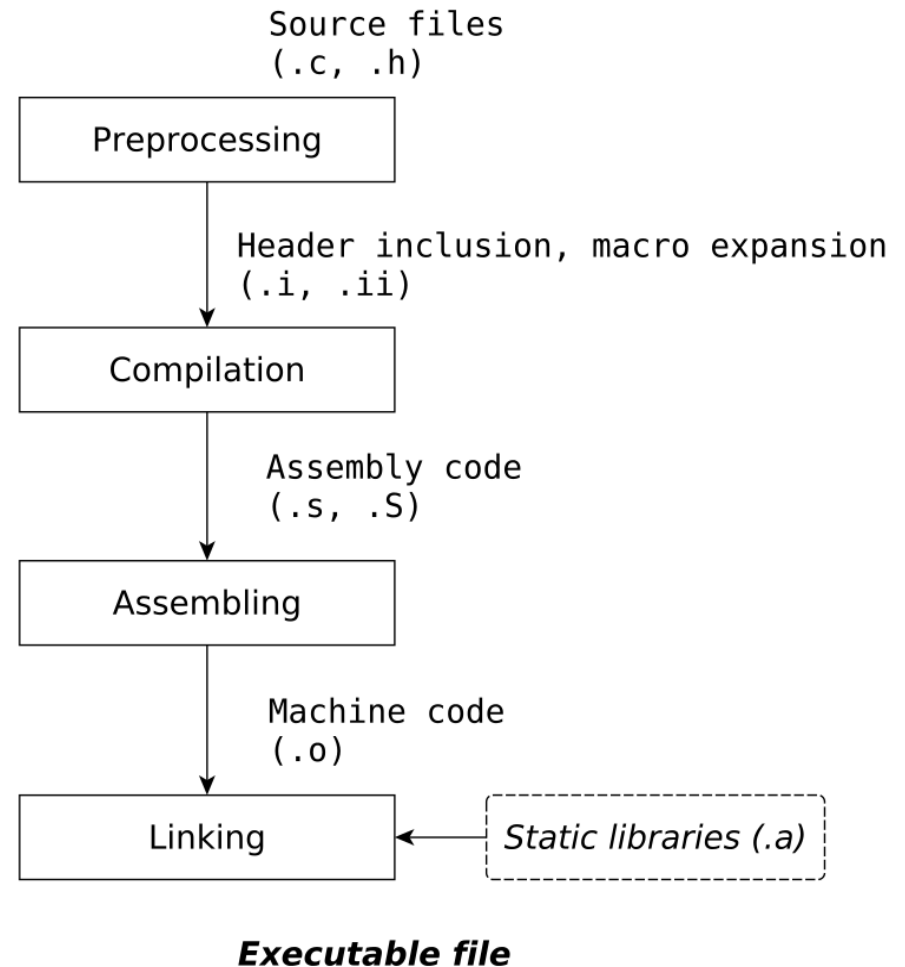 Source files
(.c, .h)
Preprocessing
Header inclusion, macro expansion
(.i, .ii)
Compilation
Assembly code
(.s, .S)
Assembling
Machine code
(.o)
Linking
Static libraries (.a)
Executable file